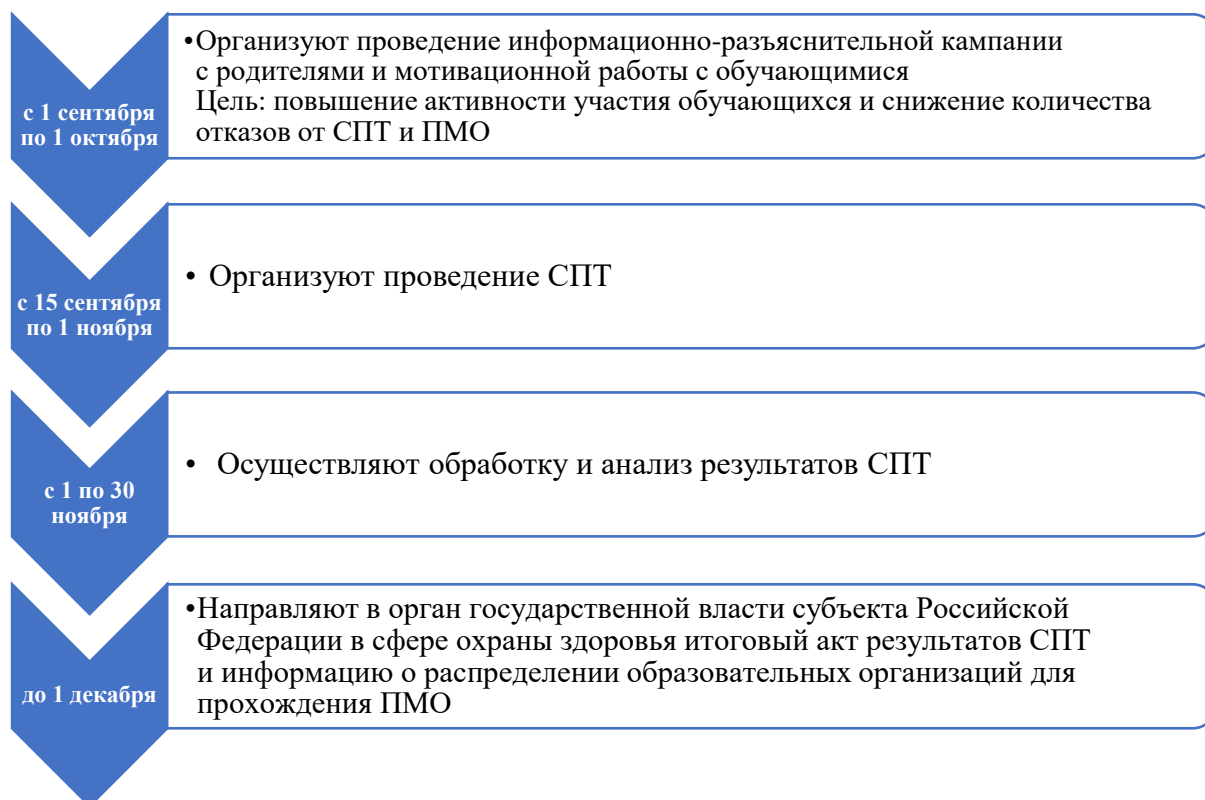 с 1 сентября
по 1 октября
•Организуют проведение информационно-разъяснительной кампании
с родителями и мотивационной работы с обучающимися
Цель: повышение активности участия обучающихся и снижение количества
отказов от СПТ и ПМО
с 15 сентября
по 1 ноября
• Организуют проведение СПТ
с 1 по 30
ноября
• Осуществляют обработку и анализ результатов СПТ
до 1 декабря
•Направляют в орган государственной власти субъекта Российской
Федерации в сфере охраны здоровья итоговый акт результатов СПТ
и информацию о распределении образовательных организаций для
прохождения ПМО